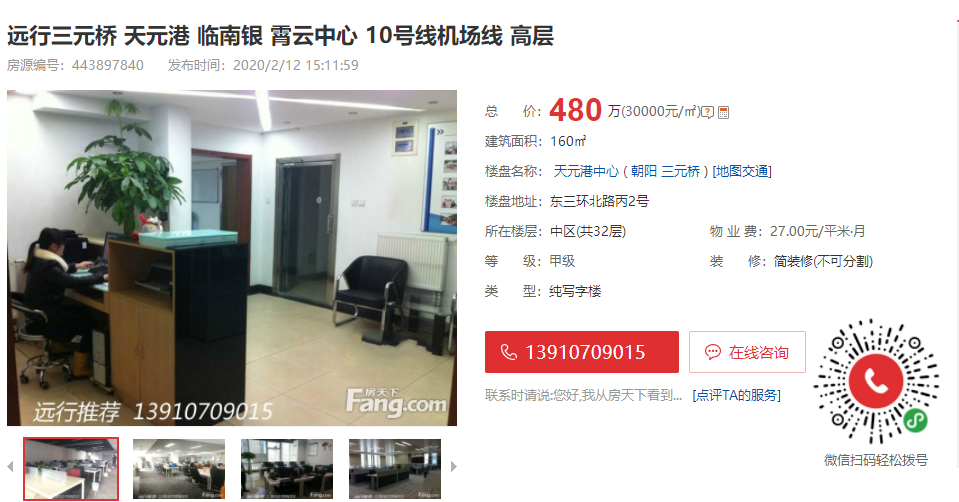 远行三元桥 天元港 临南银 霄云中心 10号线机场线 高层
房源编号：443897840 发布时间：2020/2/12 15:11:59
总 价：480 万(30000元/㎡)
建筑面积：160㎡
楼盘名称：天元港中心 ( 朝阳 三元桥 ) [地图交通]
楼盘地址：东三环北路丙2号
所在楼层：中区(共32层) 物 业 费：27.00元/平米·月
等 级：甲级 装 修：简装修(不可分割)
类 型：纯写字楼
13910709015 在线咨询
联系时请说:您好,我从房天下看到... [点评TA的服务]
微信扫码轻松拨号
远行推荐 13910709015
房天下
Fang.com